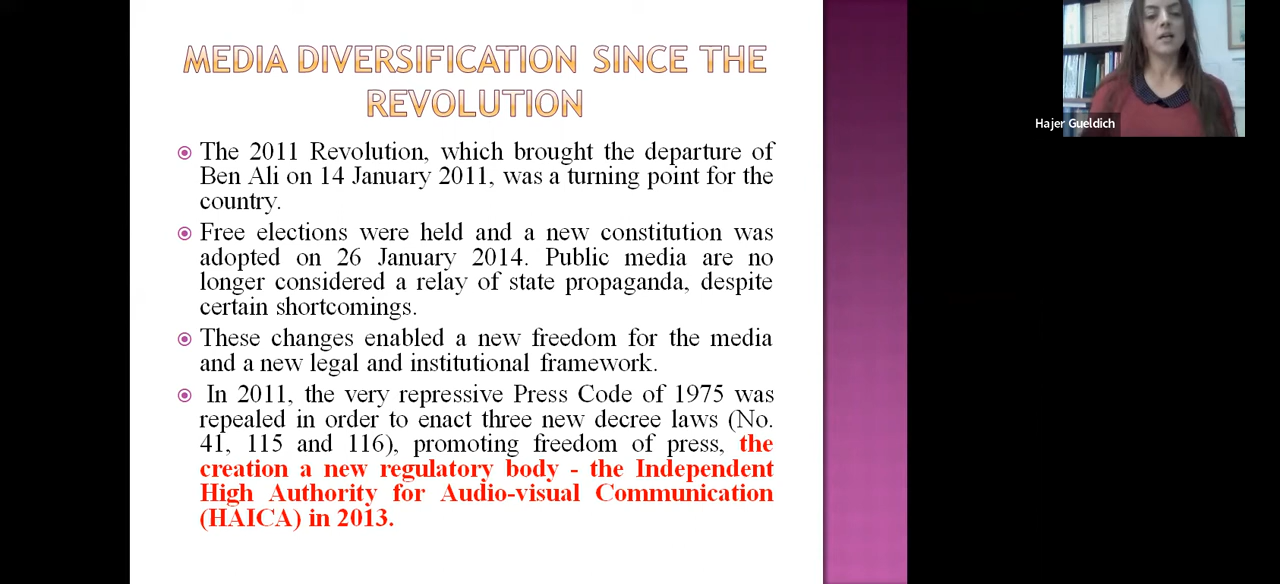 MEDIA DIVERSIFICATION SINCE THE
REVOLUTION
The 2011 Revolution, which brought the departure of
Ben Ali on 14 January 2011, was a turning point for the
country.
Free elections were held and a new constitution was
adopted on 26 January 2014. Public media are no
longer considered a relay of state propaganda, despite
certain shortcomings.
These changes enabled a new freedom for the media
and a new legal and institutional framework.
In 2011, the very repressive Press Code of 1975 was
repealed in order to enact three new decree laws (No.
41, 115 and 116), promoting freedom of press, the
creation a new regulatory body - the Independent
High Authority for Audio-visual Communication
(HAICA) in 2013.
Hajer Gueldich